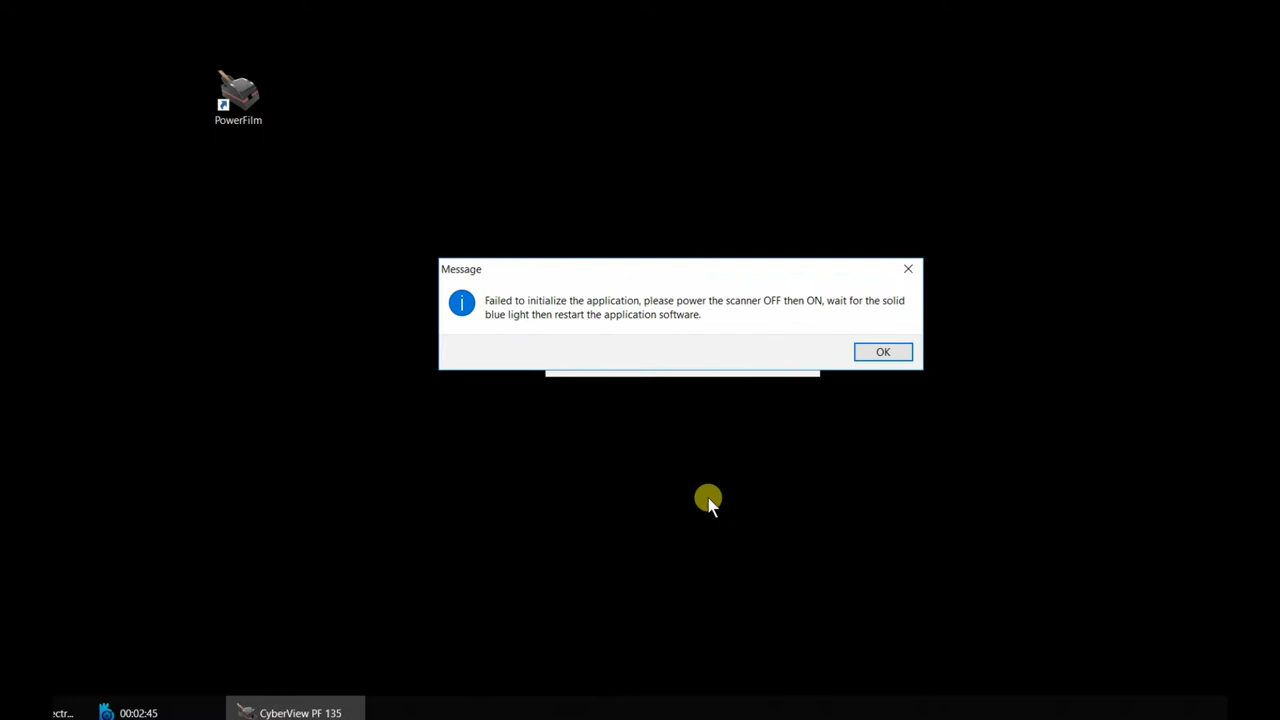 PowerFilm
Message
Failed to initialize the application, please power the scanner OFF then ON, wait for the solid
blue light then restart the application software.
OK
ectr...
00:02:45
CyberView PF 135